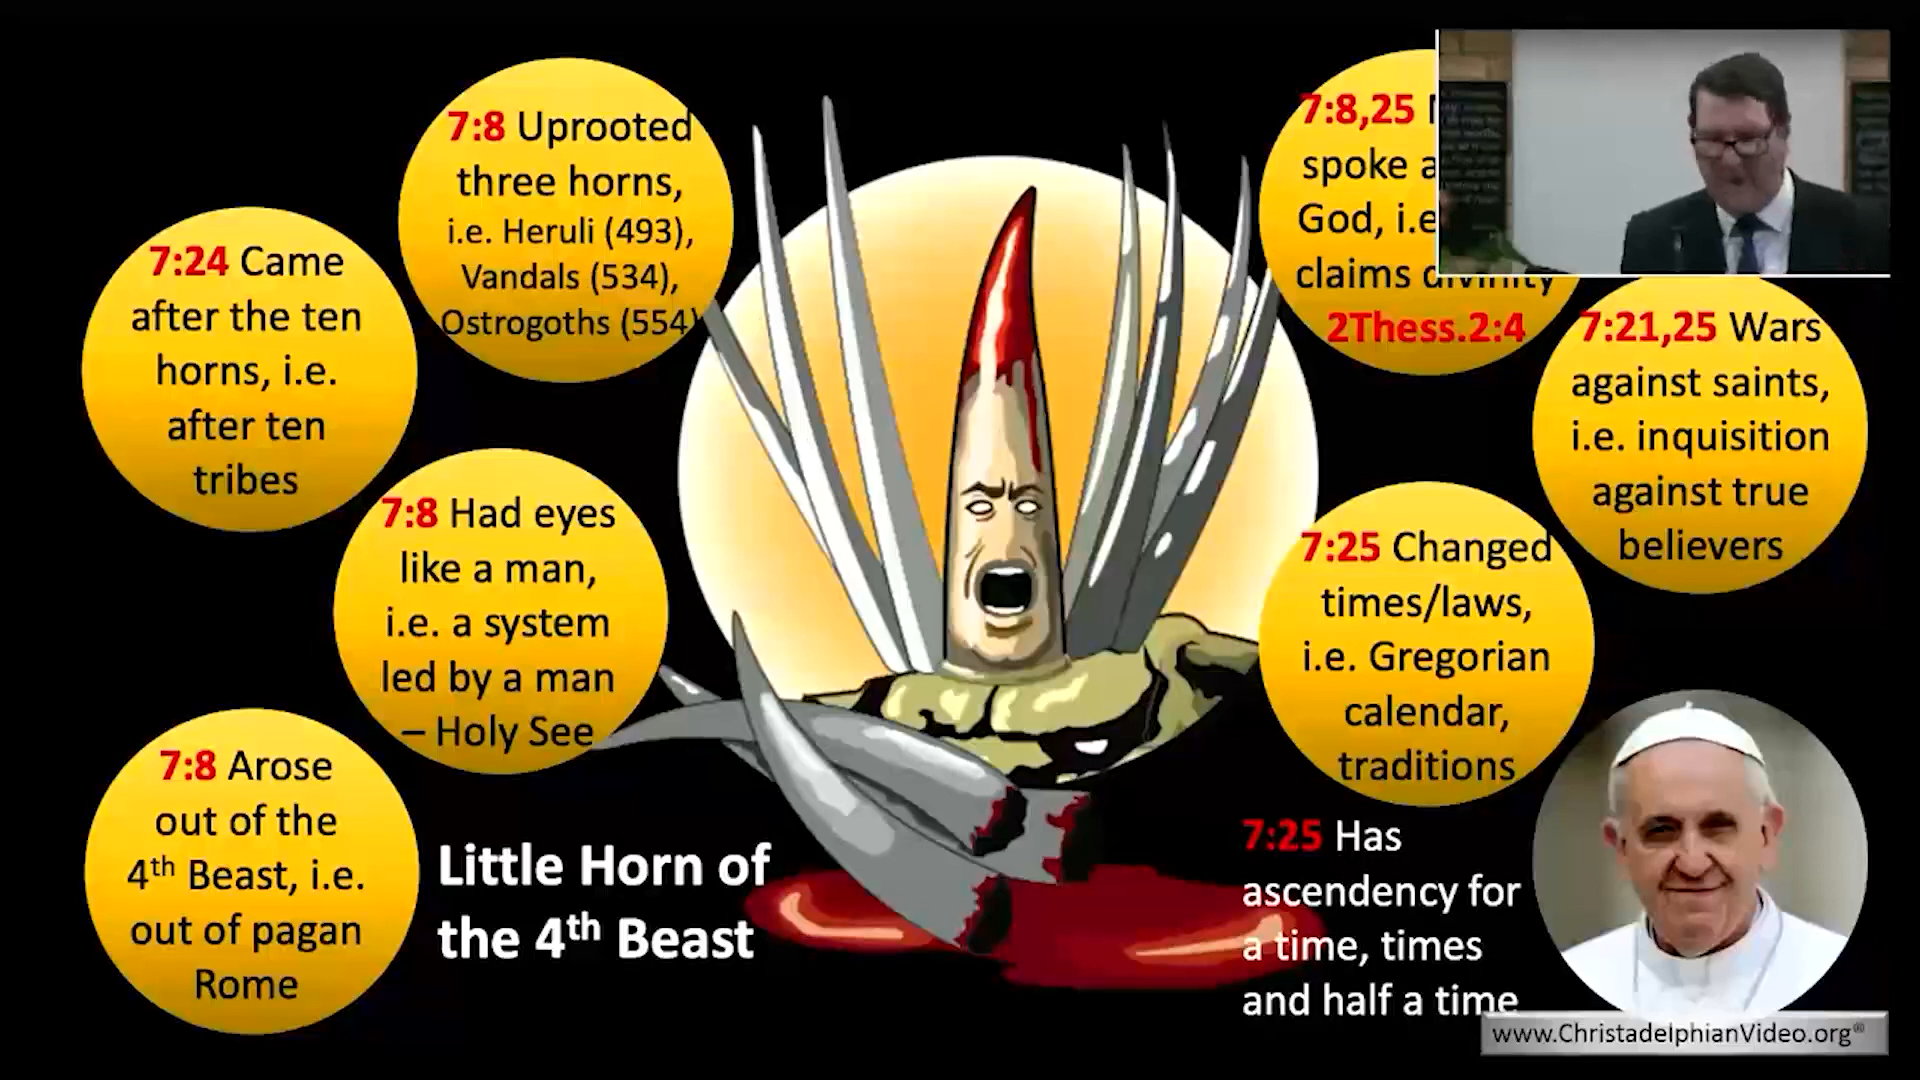 7:24 Came
after the ten
horns, i.e.
after ten
tribes
7:8 Uprooted
three horns,
i.e. Heruli (493),
Vandals (534),
Ostrogoths (554)
7:8 Had eyes
like a man,
i.e. a system
led by a man
– Holy See
7:8 Arose
out of the
4th Beast, i.e.
out of pagan
Rome
Little Horn of
the 4th Beast
7:8,25
spoke
God, i.e
claims divinity
2Thess.2:4
7:21,25 Wars
against saints,
i.e. inquisition
against true
believers
7:25 Changed
times/laws,
i.e. Gregorian
calendar,
traditions
7:25 Has
ascendency for
a time, times
and half a time
www.ChristadelphianVideo.org®